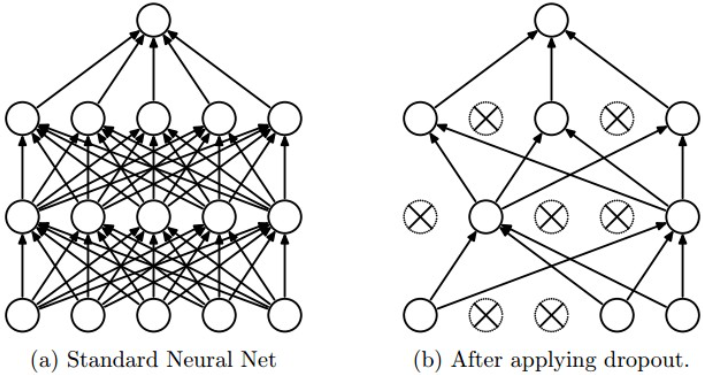 (a) Standard Neural Net
(b) After applying dropout.